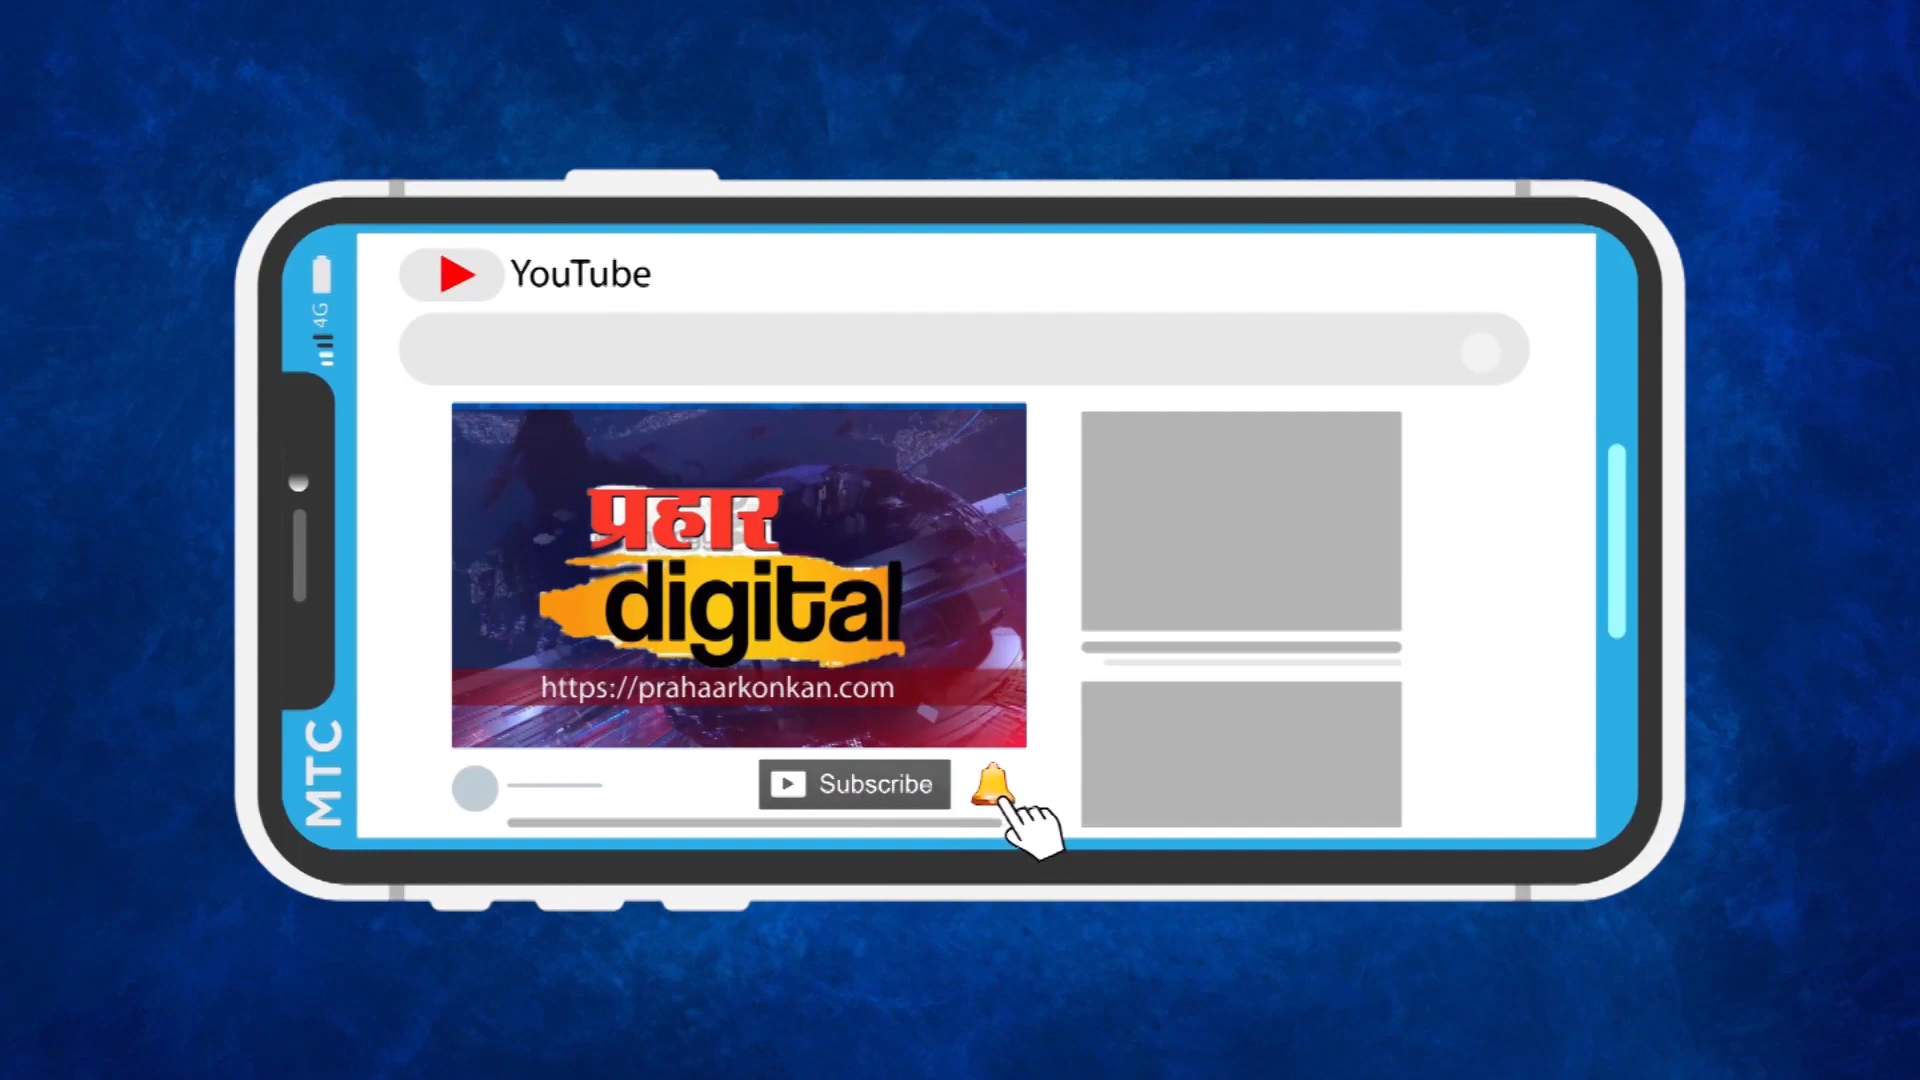 YouTube
4G
MTC
प्रहार
digital
https://prahaarkonkan.com
Subscribe